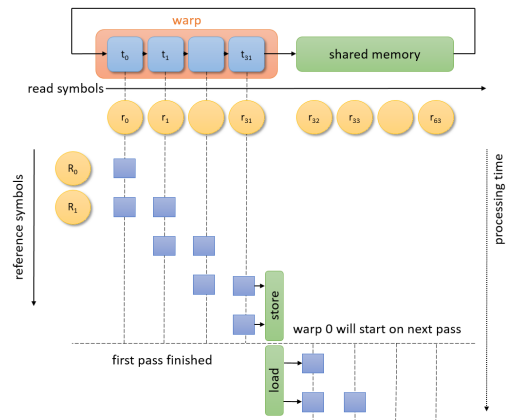 warp
t0 t1 t31 shared memory
read symbols
r0 r1 r31 r32 r33 r63
R0
R1
reference symbols
processing time
store
warp 0 will start on next pass
first pass finished
load